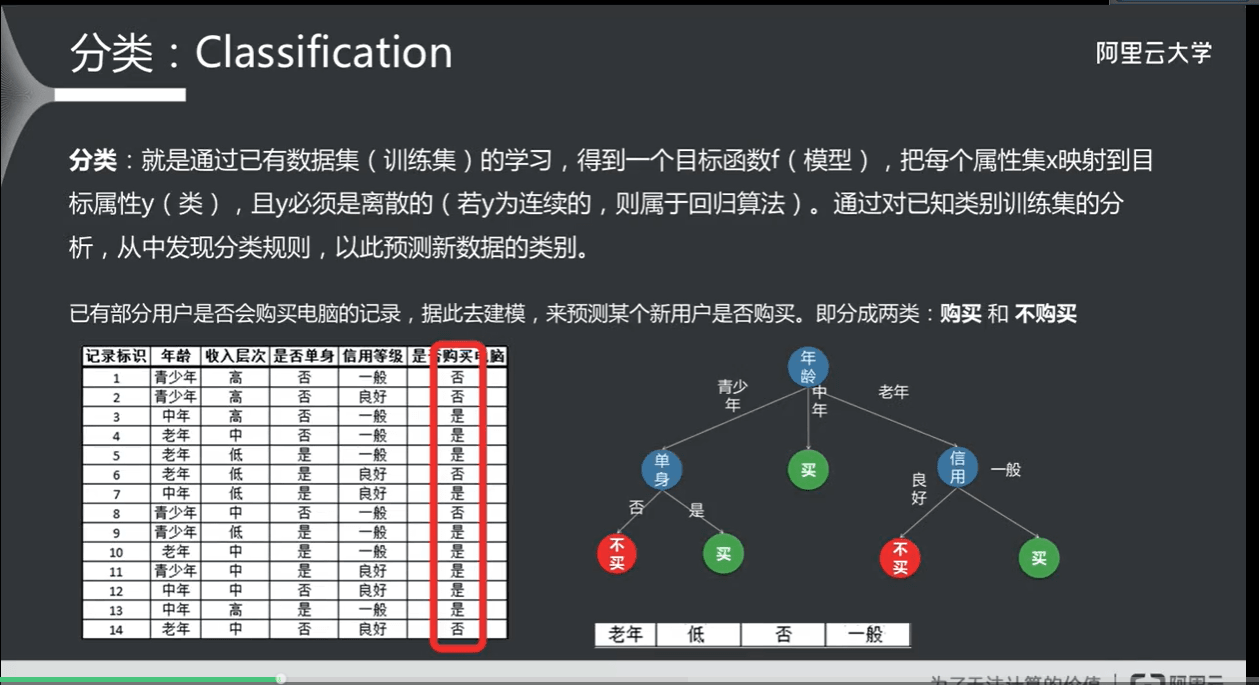 分类：Classification
阿里云大学
分类：就是通过已有数据集（训练集）的学习，得到一个目标函数f（模型），把每个属性集x映射到目
标属性y（类），且y必须是离散的（若y为连续的，则属于回归算法）。通过对已知类别训练集的分
析，从中发现分类规则，以此预测新数据的类别。
已有部分用户是否会购买电脑的记录，据此去建模，来预测某个新用户是否购买。即分成两类：购买 和 不购买
记录标识 年龄 收入层次 是否单身 信用等级 是否购买电脑
1 青少年 高 否 一般 否
2 青少年 高 否 良好 否
3 中年 高 否 一般 是
4 老年 中 否 一般 是
5 老年 低 是 一般 是
6 老年 低 是 良好 否
7 中年 低 是 良好 是
8 青少年 中 否 一般 否
9 青少年 低 是 一般 是
10 老年 中 是 一般 是
11 青少年 中 是 良好 是
12 中年 中 否 良好 是
13 中年 高 是 一般 是
14 老年 中 否 良好 否
年
龄
青少
年
中
年
老年
单
身
买
信
用
一般
良
好
否
是
不
买
买
不
买
买
老年 低 否 一般
为了无法计算的价值
阿里云